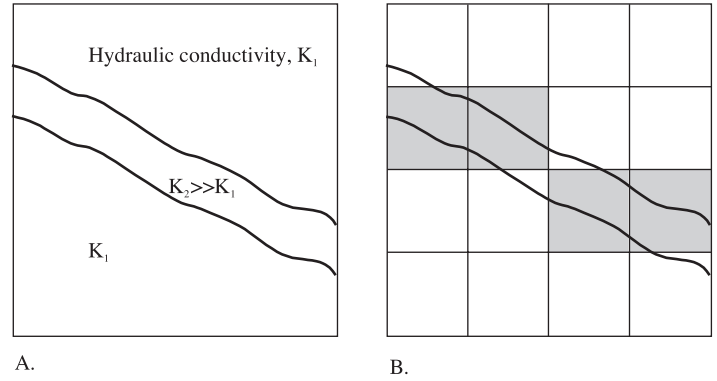 Hydraulic conductivity, K₁
K₂>>K₁
K₁
A.
B.